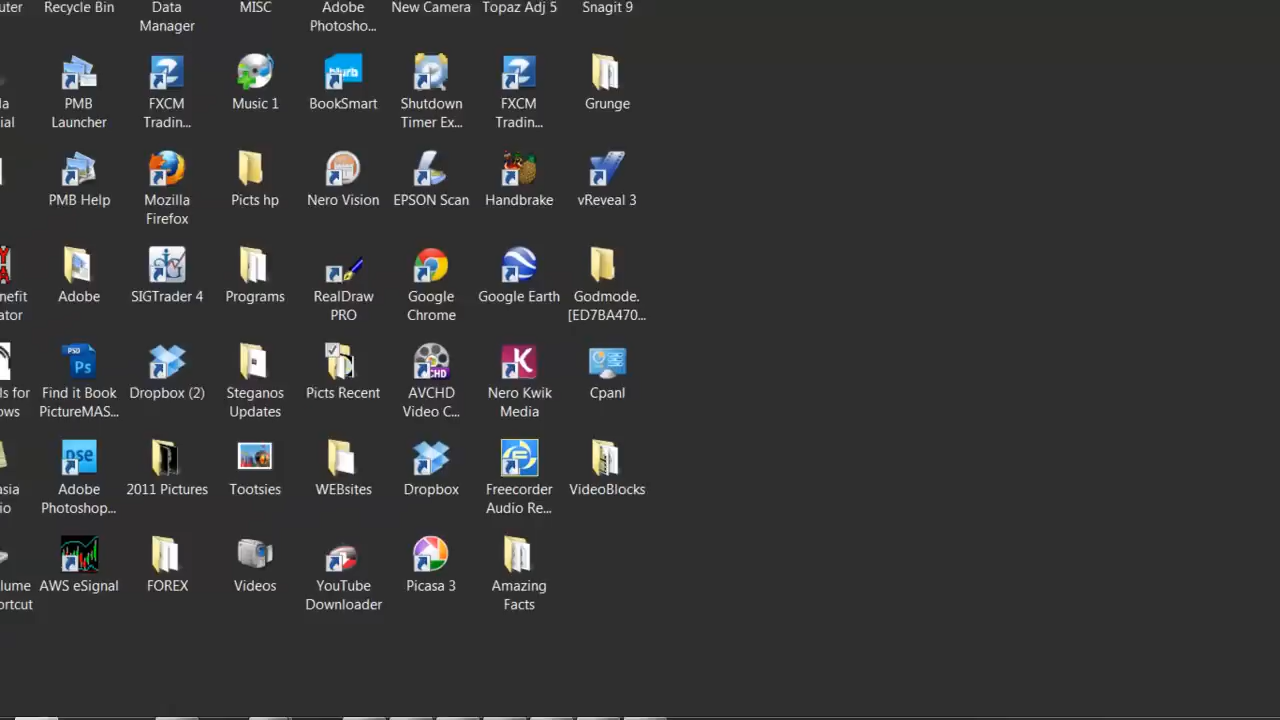 uter
Recycle Bin
Data
Manager
MISC
Adobe
Photosho...
New Camera
Topaz Adj 5
Snagit 9
la
ial
PMB
Launcher
FXCM
Tradin...
Music 1
blurb
BookSmart
Shutdown
Timer Ex...
FXCM
Tradin...
Grunge
PMB Help
Mozilla
Firefox
Picts hp
Nero Vision
EPSON Scan
Handbrake
vReveal 3
nefit
ator
Adobe
SIGTrader 4
Programs
RealDraw
PRO
Google
Chrome
Google Earth
Godmode.
[ED7BA470...
ls for
ows
PSD
Ps
Find it Book
PictureMAS...
Dropbox (2)
Steganos
Updates
Picts Recent
HD
AVCHD
Video C...
K
Nero Kwik
Media
Cpanl
asia
io
pse
Adobe
Photoshop...
2011 Pictures
Tootsies
WEBsites
Dropbox
Freecorder
Audio Re...
VideoBlocks
lume
ortcut
AWS eSignal
FOREX
Videos
YouTube
Downloader
Picasa 3
Amazing
Facts